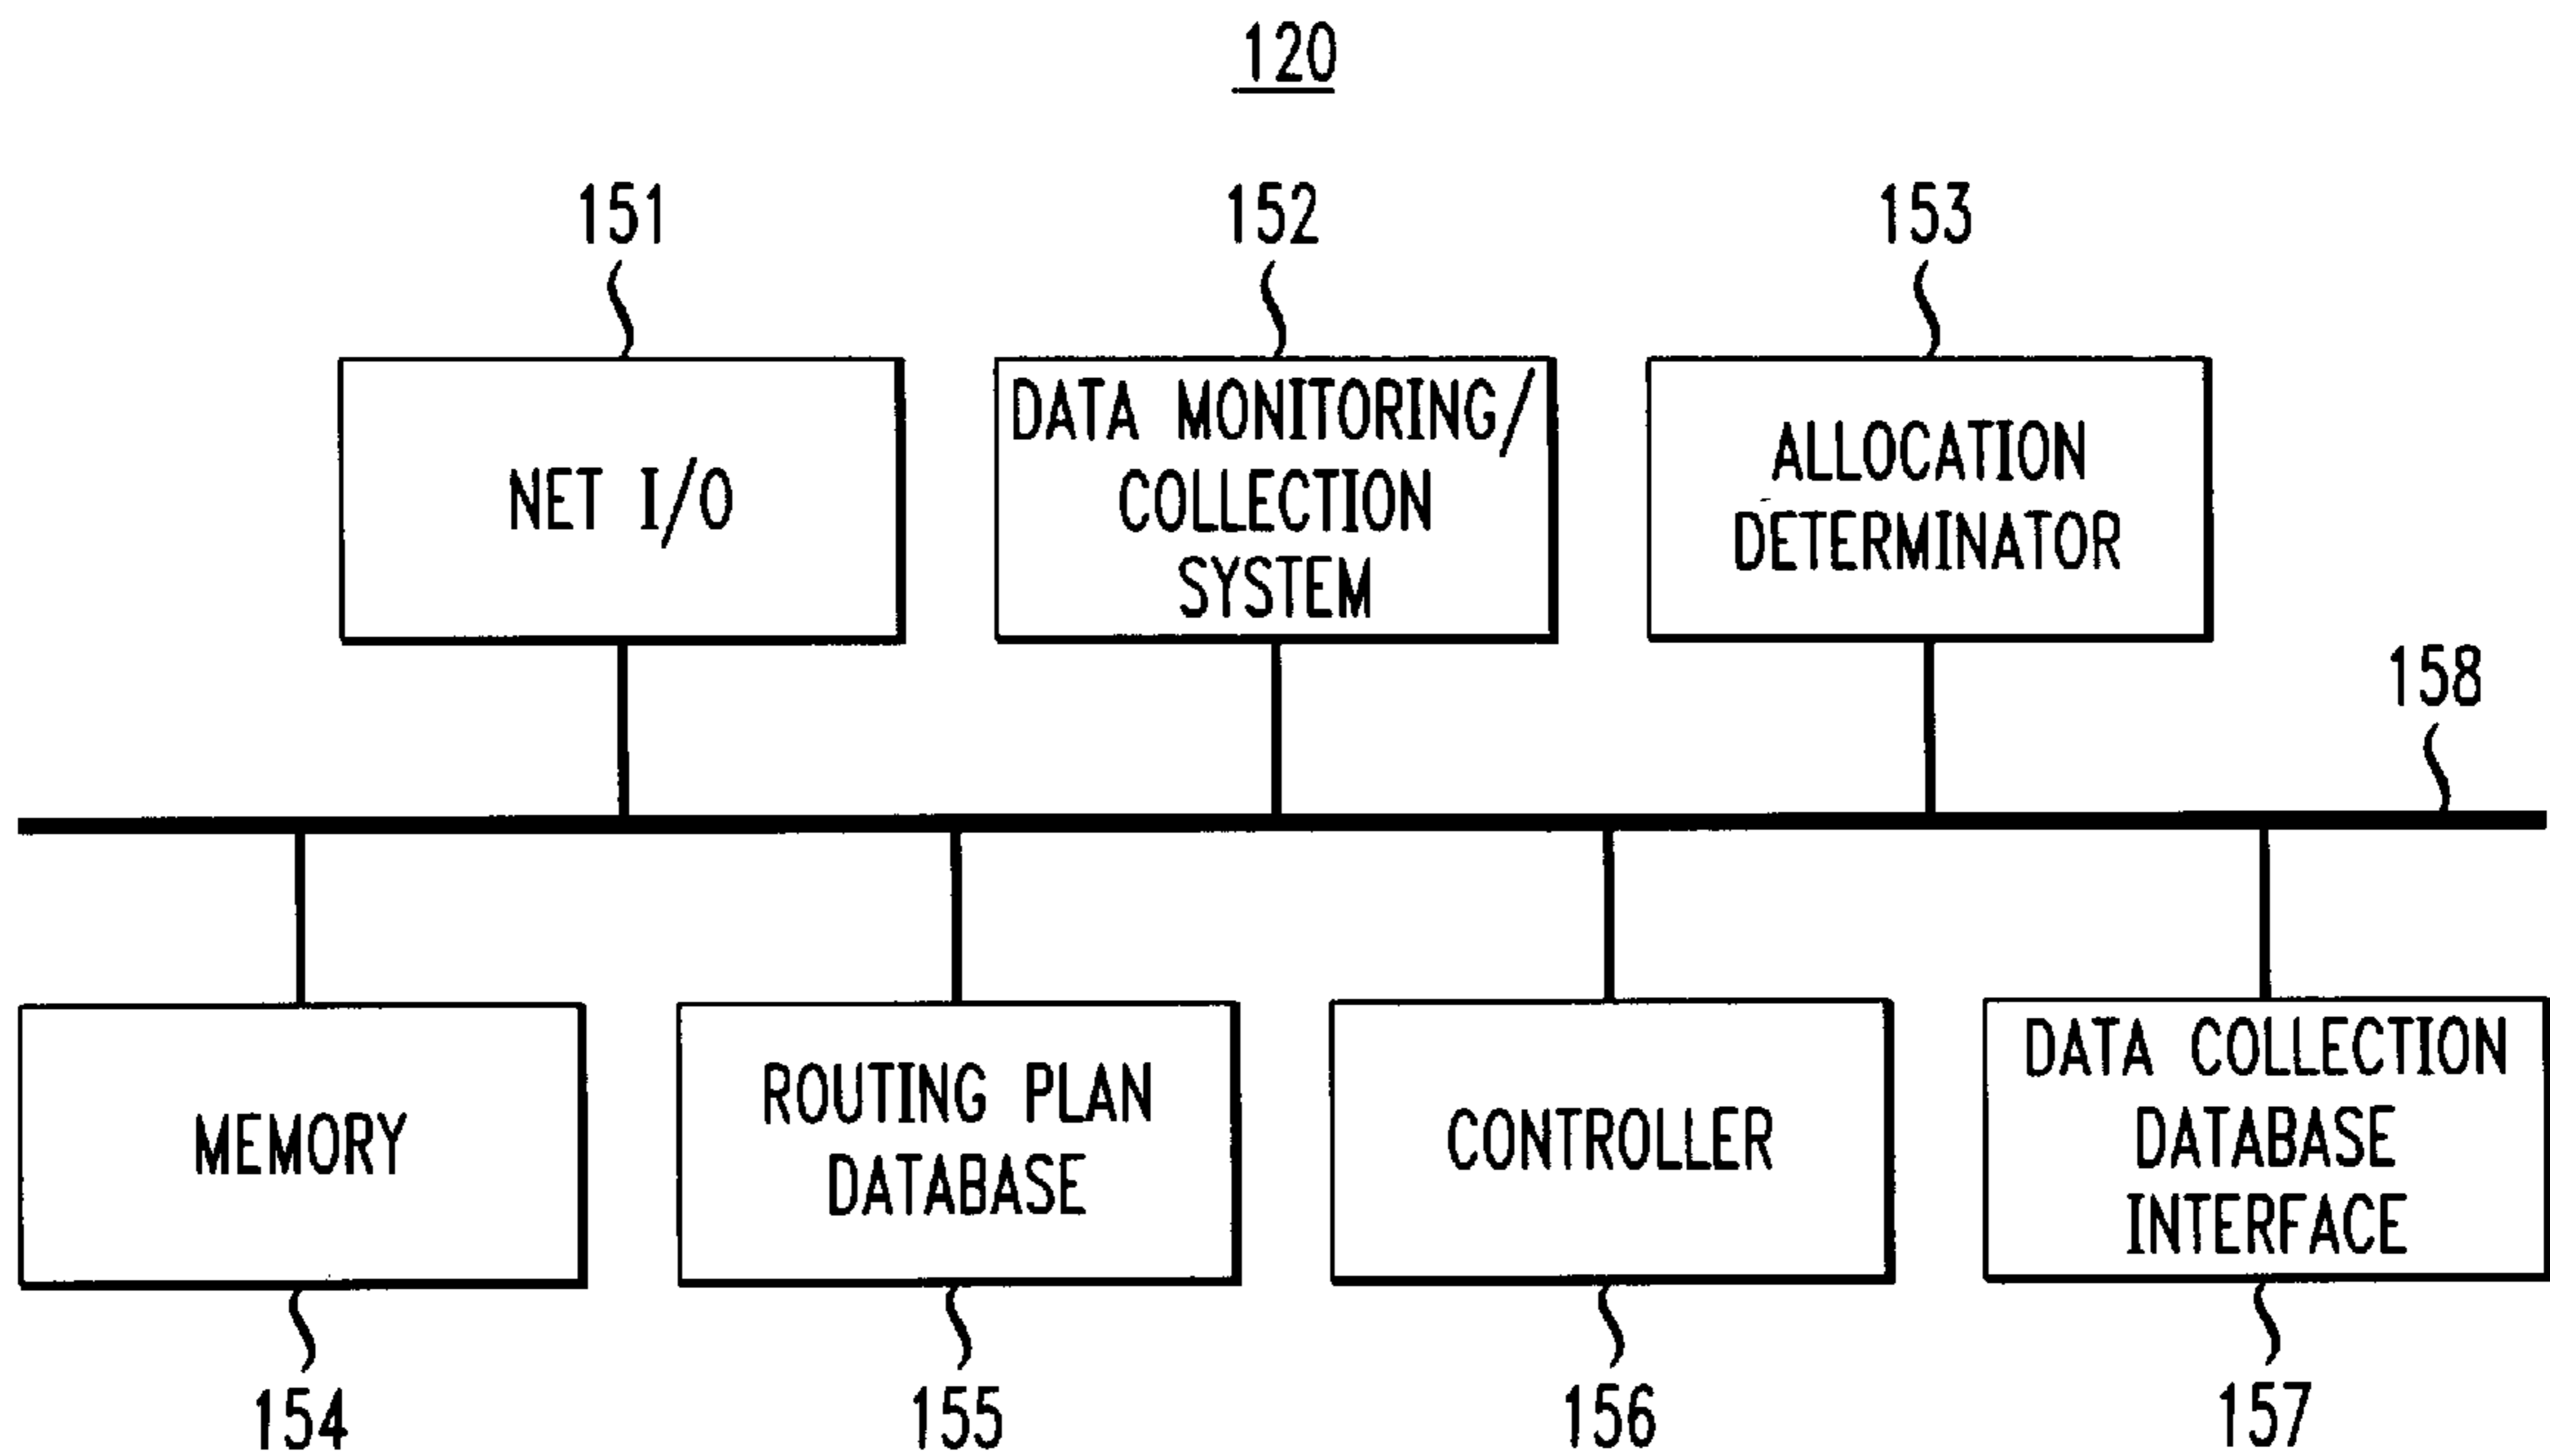 120
151
152
153
NET I/O
DATA MONITORING/
COLLECTION
SYSTEM
ALLOCATION
DETERMINATOR
158
MEMORY
ROUTING PLAN
DATABASE
CONTROLLER
DATA COLLECTION
DATABASE
INTERFACE
154
155
156
157